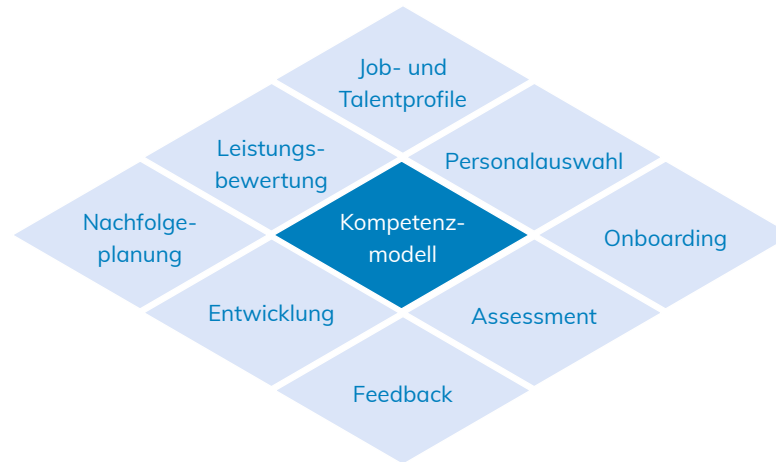 Job- und
Talentprofile
Leistungs-
bewertung
Personalauswahl
Nachfolge-
planung
Kompetenz-
modell
Onboarding
Entwicklung
Assessment
Feedback